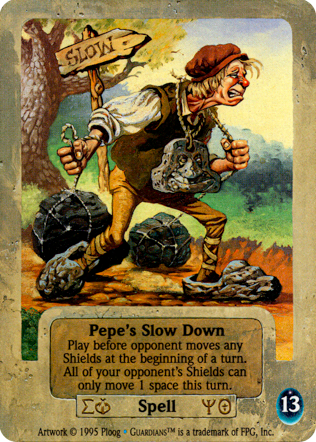 SLOW
Pepe's Slow Down
Play before opponent moves any
Shields at the beginning of a turn.
All of your opponent's Shields can
only move 1 space this turn.
Spell
13
Artwork © 1995 Ploog • GUARDIANS™ is a trademark of FPG, Inc.